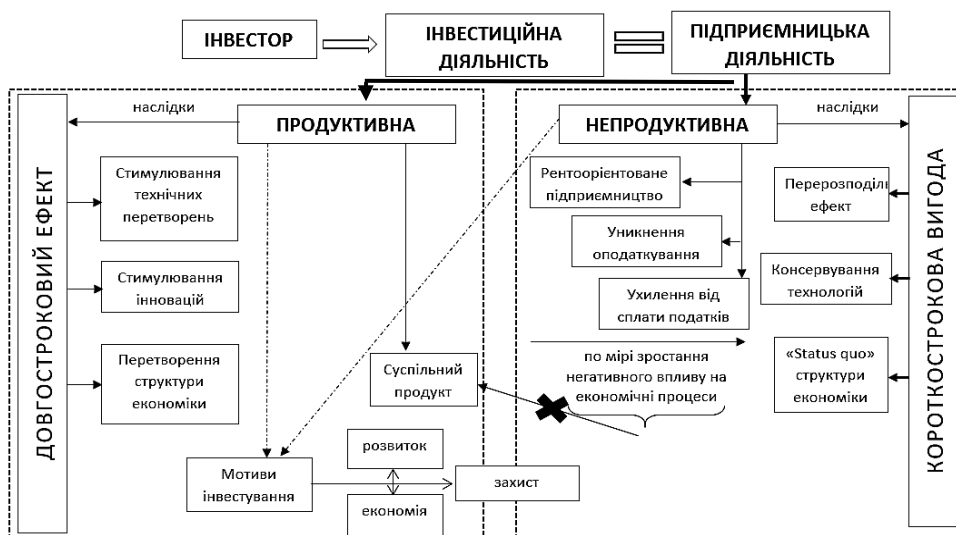 ІНВЕСТОР
ІНВЕСТИЦІЙНА
ДІЯЛЬНІСТЬ
ПІДПРИЄМНИЦЬКА
ДІЯЛЬНІСТЬ
наслідки
ПРОДУКТИВНА
НЕПРОДУКТИВНА
наслідки
ДОВГОСТРОКОВИЙ ЕФЕКТ
Стимулювання
технічних
перетворень
Стимулювання
інновацій
Перетворення
структури
економіки
Суспільний
продукт
Мотиви
інвестування
розвиток
економія
захист
Рентоорієнтоване
підприємництво
Уникнення
оподаткування
Ухилення від
сплати податків
по мірі зростання
негативного впливу на
економічні процеси
Перерозподіль
ефект
Консервування
технологій
«Status quo»
структури
економіки
КОРОТКОСТРОКОВА ВИГОДА